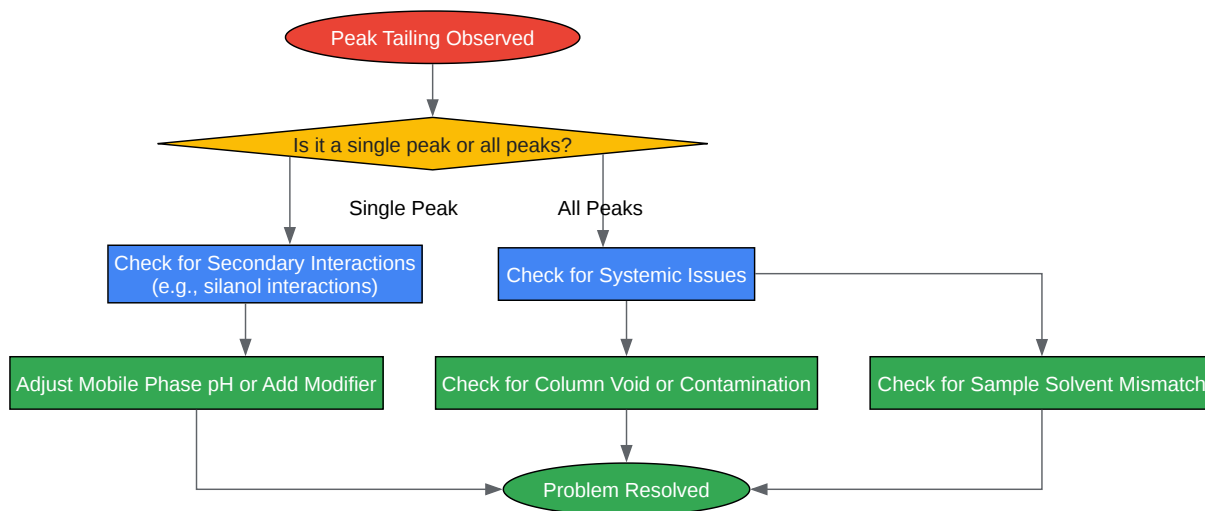 Peak Tailing Observed
Is it a single peak or all peaks?
Single Peak
All Peaks
Check for Secondary Interactions
(e.g., silanol interactions)
Check for Systemic Issues
Adjust Mobile Phase pH or Add Modifier
Check for Column Void or Contamination
Check for Sample Solvent Mismatch
Problem Resolved